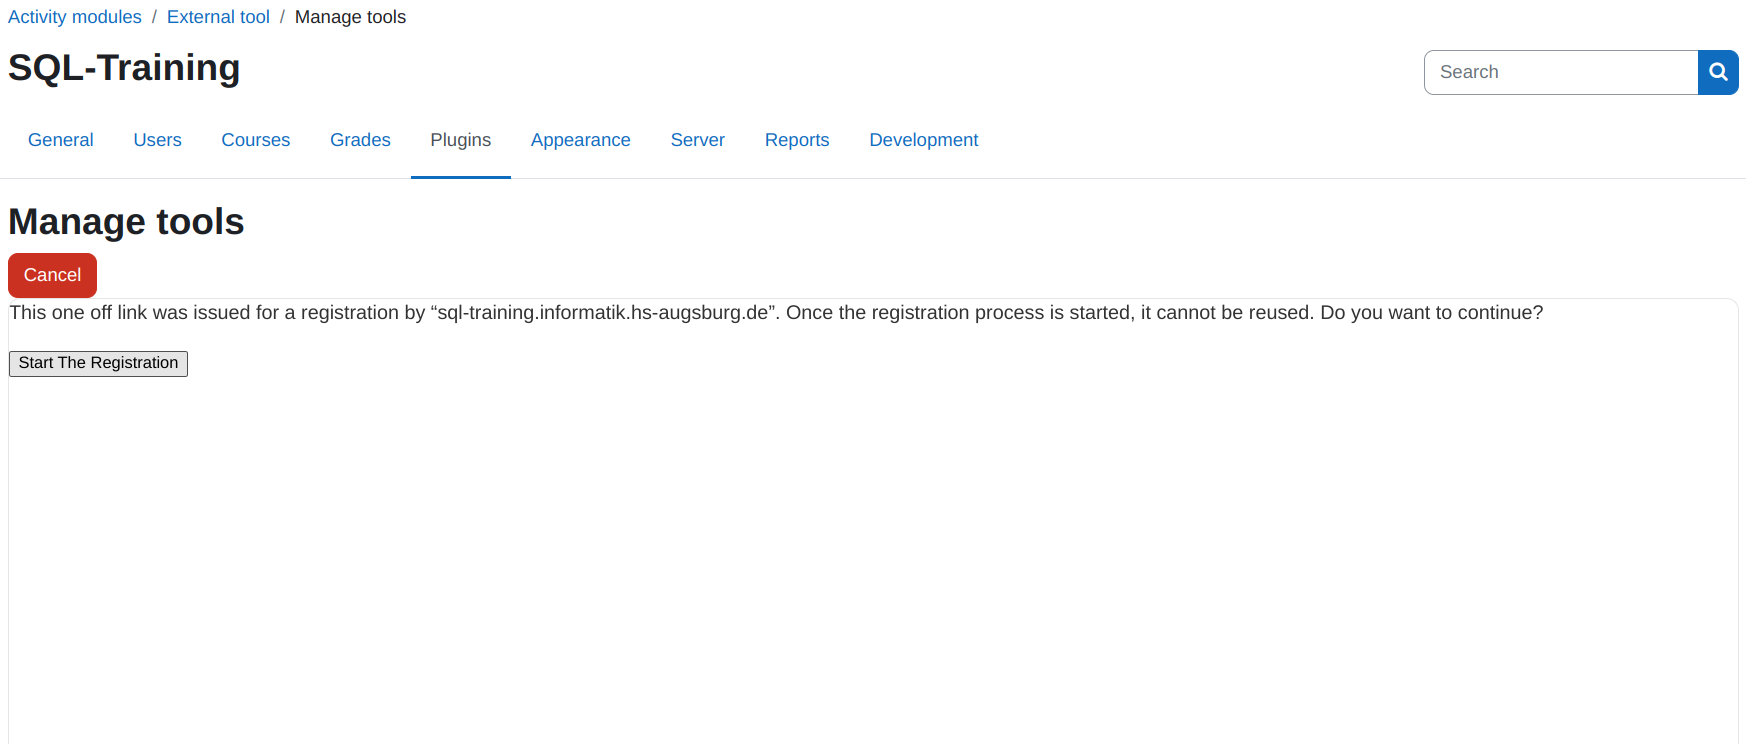 Activity modules / External tool / Manage tools
SQL-Training
Search
General Users Courses Grades Plugins Appearance Server Reports Development
Manage tools
Cancel
This one off link was issued for a registration by “sql-training.informatik.hs-augsburg.de”. Once the registration process is started, it cannot be reused. Do you want to continue?
Start The Registration